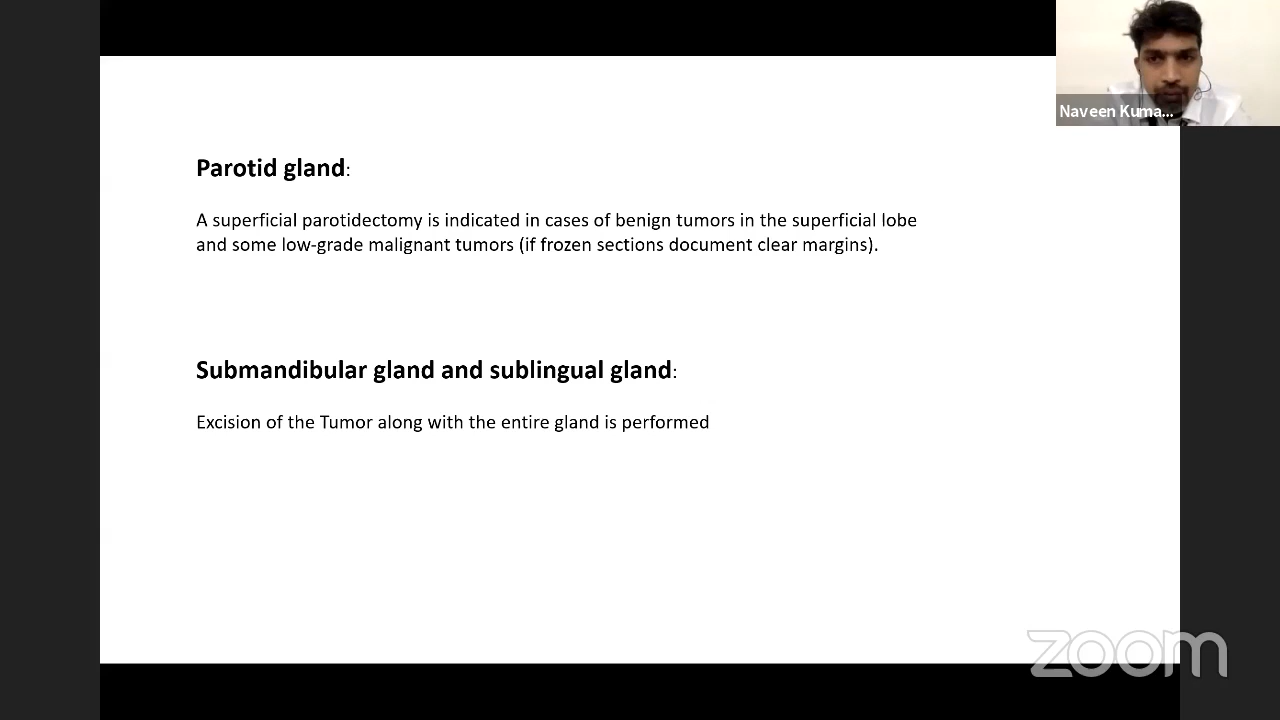 Naveen Kuma...
Parotid gland:
A superficial parotidectomy is indicated in cases of benign tumors in the superficial lobe
and some low-grade malignant tumors (if frozen sections document clear margins).
Submandibular gland and sublingual gland:
Excision of the Tumor along with the entire gland is performed
zoom